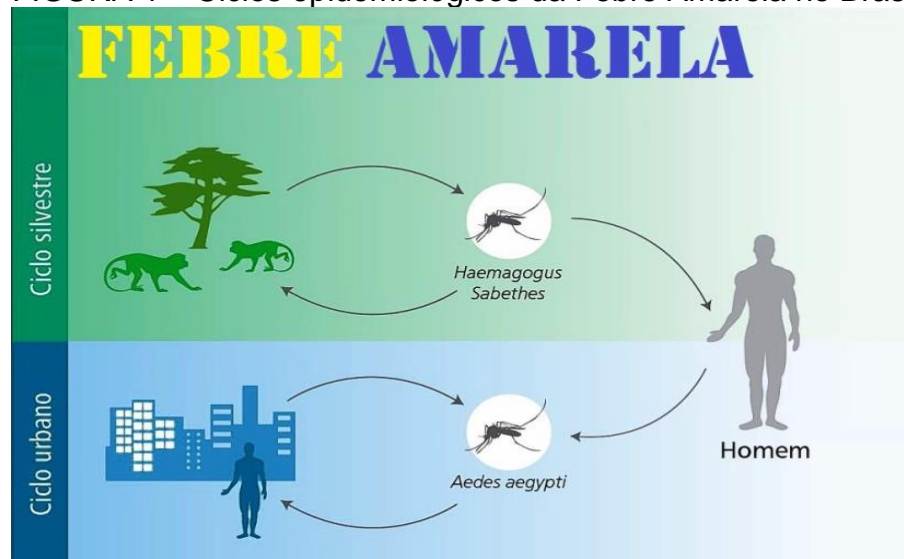 FEBRE AMARELA
Ciclo silvestre
Haemagogus
Sabethes
Ciclo urbano
Aedes aegypti
Homem